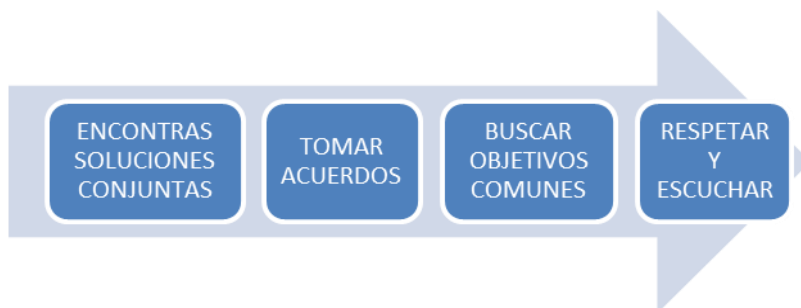 ENCONTRAS
SOLUCIONES
CONJUNTAS
TOMAR
ACUERDOS
BUSCAR
OBJETIVOS
COMUNES
RESPETAR
Y
ESCUCHAR